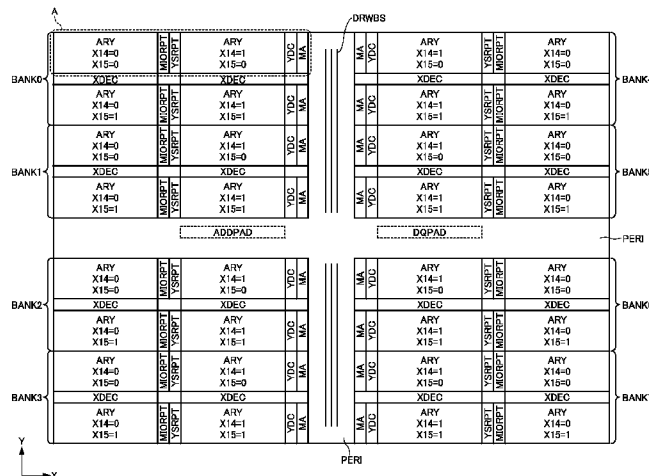 A
DRWBS
BANK0
ARY X14=0 X15=0 MIORPT YSRPT ARY X14=1 X15=0 YDC MA
MA YDC ARY X14=1 X15=0 YSRPT MIORPT ARY X14=0 X15=0
XDEC XDEC XDEC XDEC
BANK4
ARY X14=0 X15=1 MIORPT YSRPT ARY X14=1 X15=1 YDC MA
MA YDC ARY X14=1 X15=1 YSRPT MIORPT ARY X14=0 X15=1
BANK1
ARY X14=0 X15=0 MIORPT YSRPT ARY X14=1 X15=0 YDC MA
MA YDC ARY X14=1 X15=0 YSRPT MIORPT ARY X14=0 X15=0
XDEC XDEC XDEC XDEC
BANK5
ARY X14=0 X15=1 MIORPT YSRPT ARY X14=1 X15=1 YDC MA
MA YDC ARY X14=1 X15=1 YSRPT MIORPT ARY X14=0 X15=1
ADDPAD
DQPAD
PERI
BANK2
ARY X14=0 X15=0 MIORPT YSRPT ARY X14=1 X15=0 YDC MA
MA YDC ARY X14=1 X15=0 YSRPT MIORPT ARY X14=0 X15=0
XDEC XDEC XDEC XDEC
BANK6
ARY X14=0 X15=1 MIORPT YSRPT ARY X14=1 X15=1 YDC MA
MA YDC ARY X14=1 X15=1 YSRPT MIORPT ARY X14=0 X15=1
BANK3
ARY X14=0 X15=0 MIORPT YSRPT ARY X14=1 X15=0 YDC MA
MA YDC ARY X14=1 X15=0 YSRPT MIORPT ARY X14=0 X15=0
XDEC XDEC XDEC XDEC
BANK7
ARY X14=0 X15=1 MIORPT YSRPT ARY X14=1 X15=1 YDC MA
MA YDC ARY X14=1 X15=1 YSRPT MIORPT ARY X14=0 X15=1
Y
X
PERI